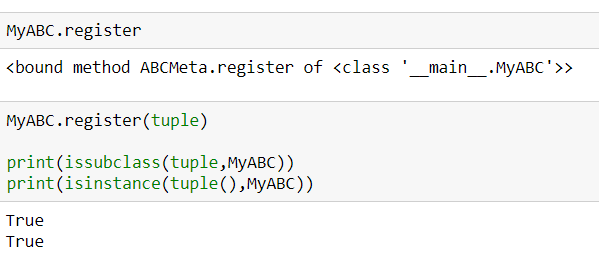 MyABC.register
<bound method ABCMeta.register of <class '__main__.MyABC'>>
MyABC.register(tuple)
print(issubclass(tuple,MyABC))
print(isinstance(tuple(),MyABC))
True
True